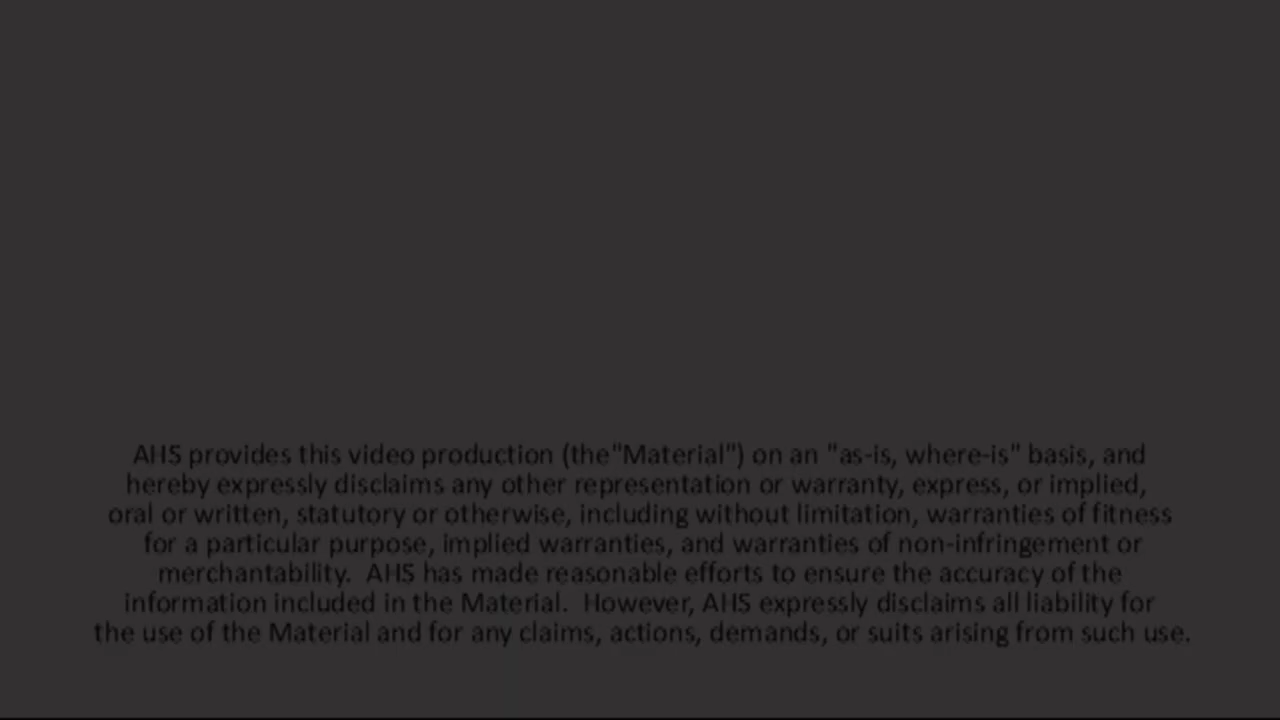 AHS provides this video production (the"Material") on an "as-is, where-is" basis, and
hereby expressly disclaims any other representation or warranty, express, or implied,
oral or written, statutory or otherwise, including without limitation, warranties of fitness
for a particular purpose, implied warranties, and warranties of non-infringement or
merchantability.  AHS has made reasonable efforts to ensure the accuracy of the
information included in the Material.  However, AHS expressly disclaims all liability for
the use of the Material and for any claims, actions, demands, or suits arising from such use.